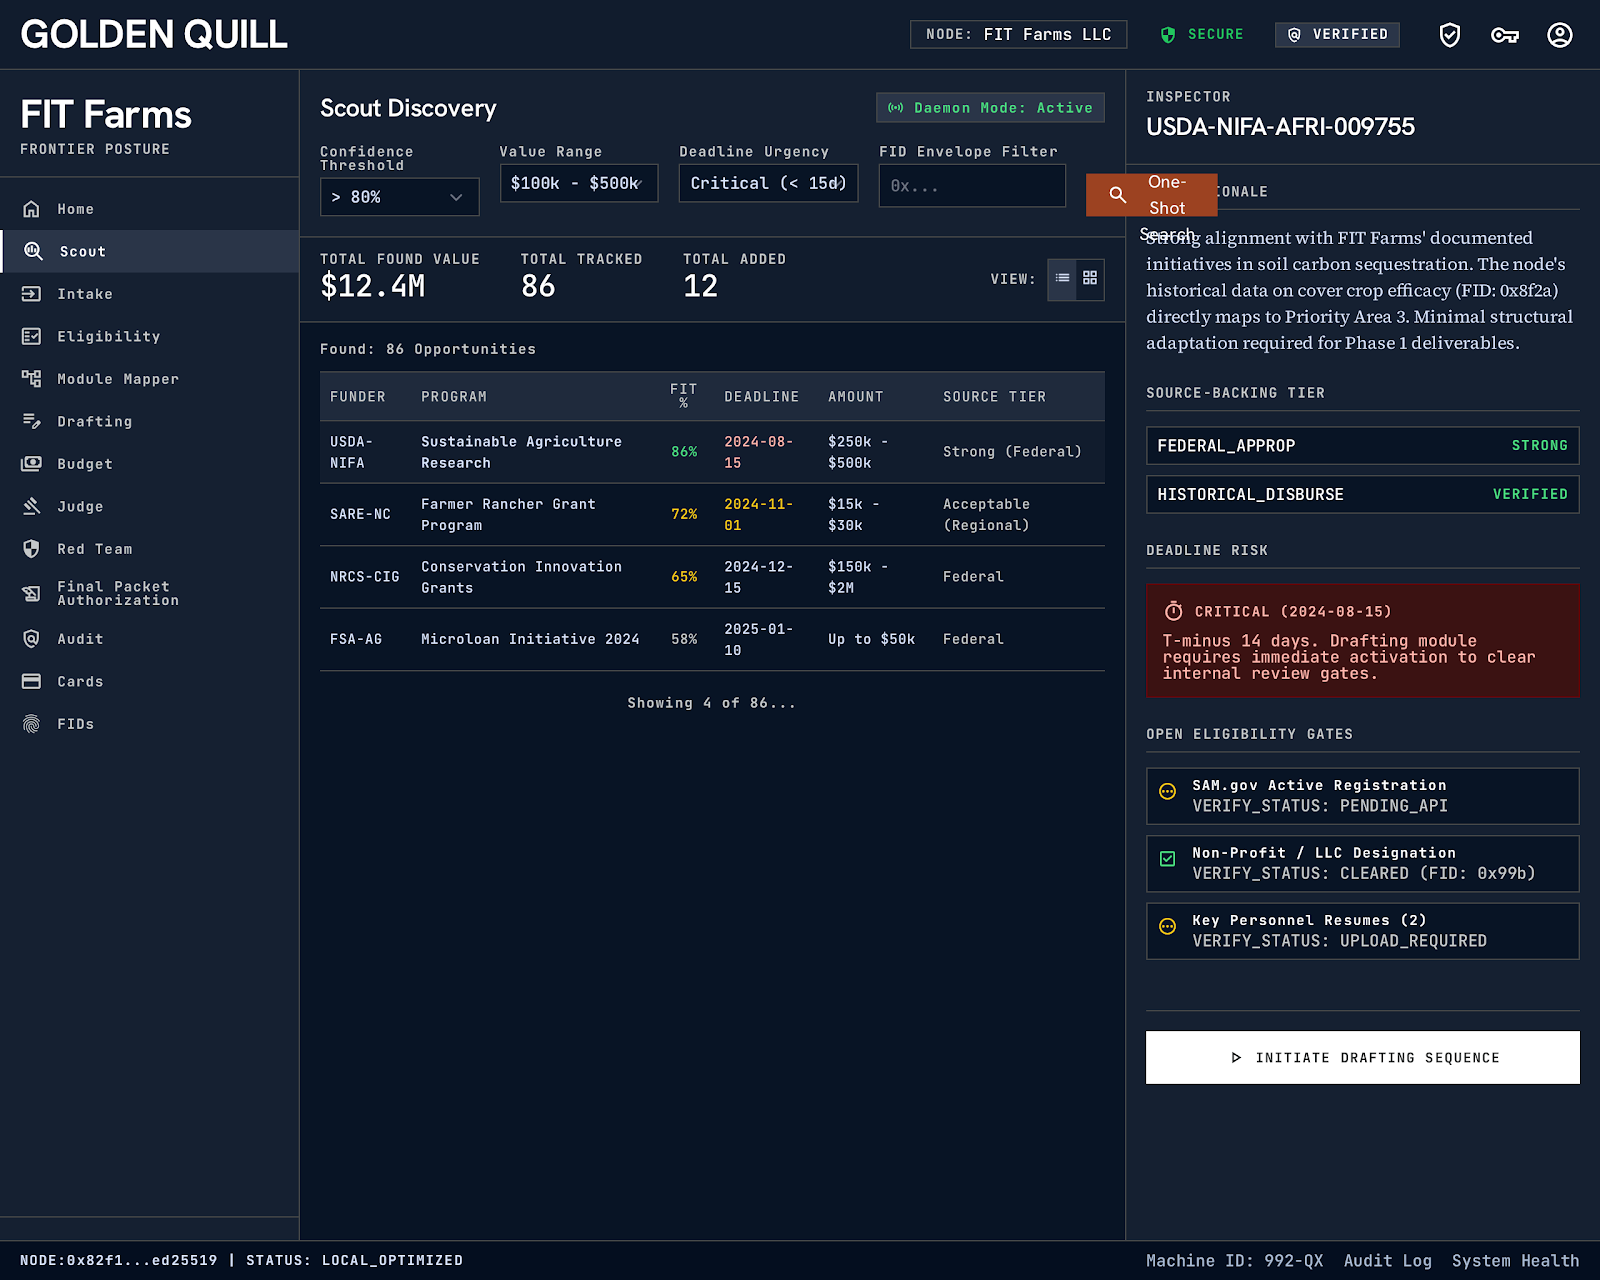 GOLDEN QUILL
NODE: FIT Farms LLC
SECURE
VERIFIED
FIT Farms
FRONTIER POSTURE
Home
Scout
Intake
Eligibility
Module Mapper
Drafting
Budget
Judge
Red Team
Final Packet
Authorization
Audit
Cards
FIDs
Scout Discovery
Daemon Mode: Active
Confidence
Threshold
> 80%
Value Range
$100k - $500k
Deadline Urgency
Critical (< 15d)
FID Envelope Filter
0x...
One-
Shot
Search
TOTAL FOUND VALUE
$12.4M
TOTAL TRACKED
86
TOTAL ADDED
12
VIEW:
Found: 86 Opportunities
FUNDER PROGRAM FIT % DEADLINE AMOUNT SOURCE TIER
USDA-NIFA Sustainable Agriculture Research 86% 2024-08-15 $250k - $500k Strong (Federal)
SARE-NC Farmer Rancher Grant Program 72% 2024-11-01 $15k - $30k Acceptable (Regional)
NRCS-CIG Conservation Innovation Grants 65% 2024-12-15 $150k - $2M Federal
FSA-AG Microloan Initiative 2024 58% 2025-01-10 Up to $50k Federal
Showing 4 of 86...
INSPECTOR
USDA-NIFA-AFRI-009755
Strong alignment with FIT Farms' documented
initiatives in soil carbon sequestration. The node's
historical data on cover crop efficacy (FID: 0x8f2a)
directly maps to Priority Area 3. Minimal structural
adaptation required for Phase 1 deliverables.
SOURCE-BACKING TIER
FEDERAL_APPROP STRONG
HISTORICAL_DISBURSE VERIFIED
DEADLINE RISK
CRITICAL (2024-08-15)
T-minus 14 days. Drafting module
requires immediate activation to clear
internal review gates.
OPEN ELIGIBILITY GATES
SAM.gov Active Registration
VERIFY_STATUS: PENDING_API
Non-Profit / LLC Designation
VERIFY_STATUS: CLEARED (FID: 0x99b)
Key Personnel Resumes (2)
VERIFY_STATUS: UPLOAD_REQUIRED
INITIATE DRAFTING SEQUENCE
NODE:0x82f1...ed25519 | STATUS: LOCAL_OPTIMIZED
Machine ID: 992-QX Audit Log System Health